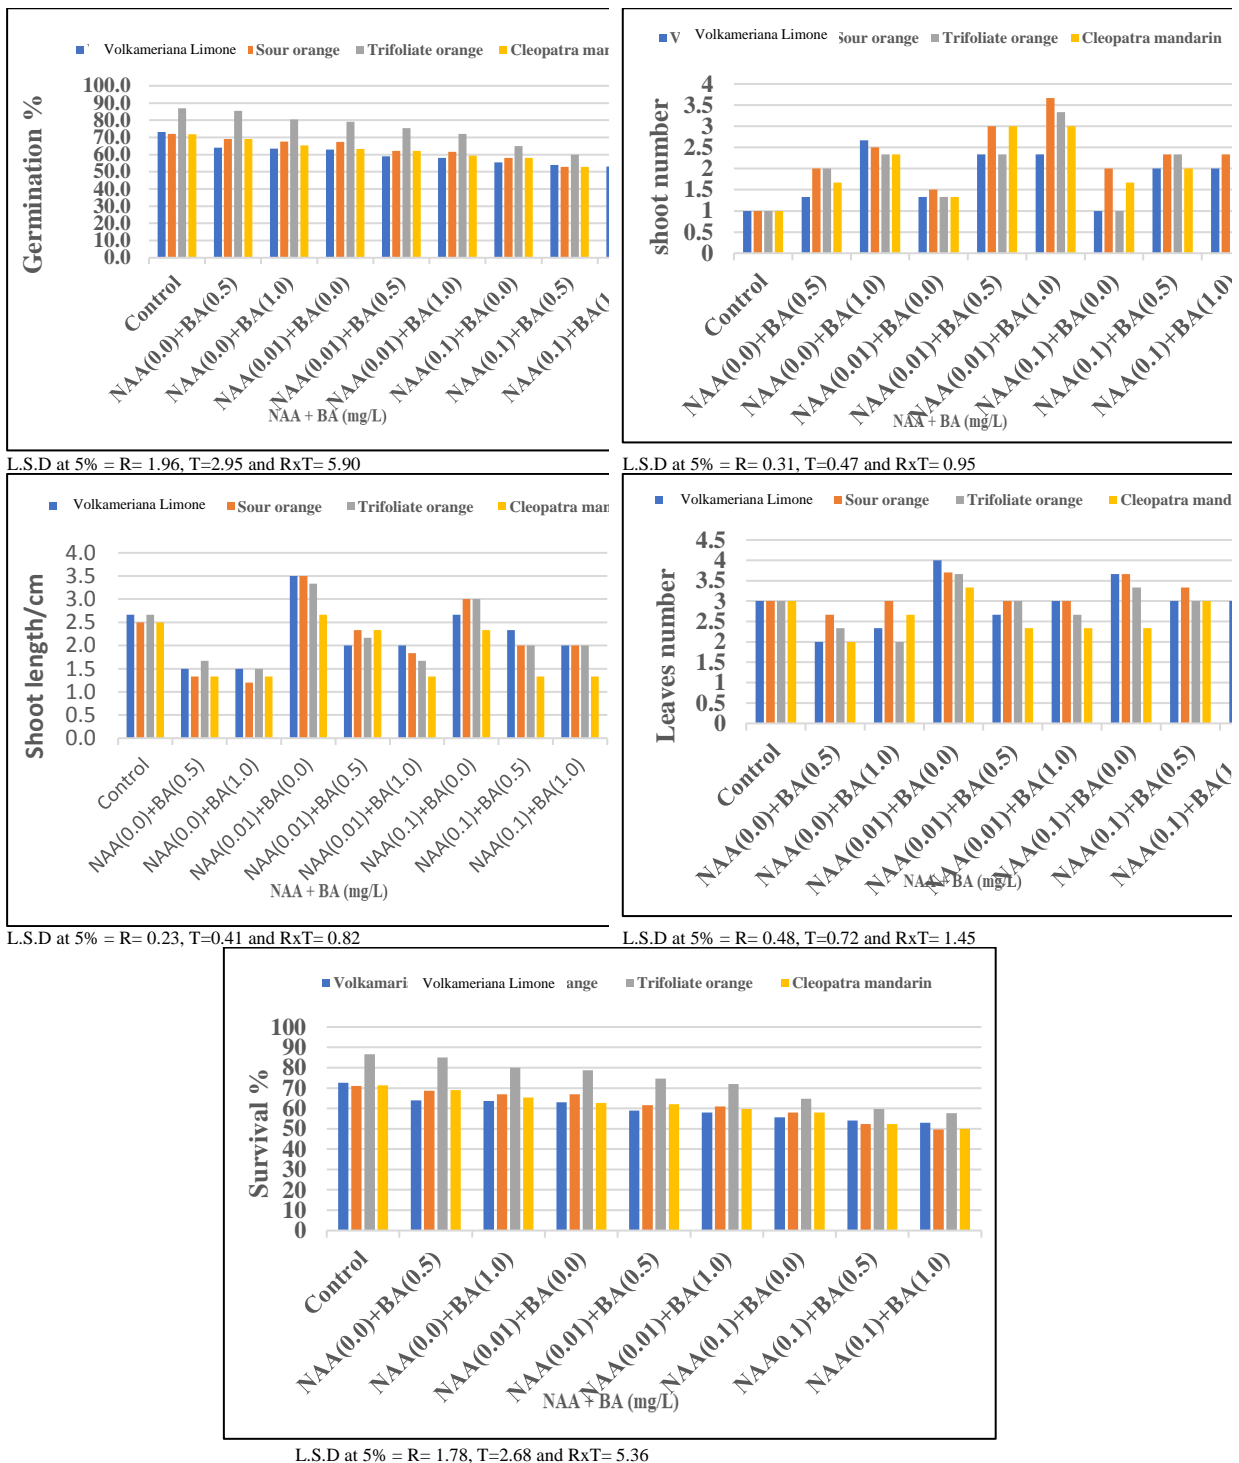 Volkameriana Limone Sour orange Trifoliate orange Cleopatra man
Germination %
100.0
90.0
80.0
70.0
60.0
50.0
40.0
30.0
20.0
10.0
0.0
Control
NAA(0.0)+BA(0.5)
NAA(0.0)+BA(1.0)
NAA(0.01)+BA(0.0)
NAA(0.01)+BA(0.5)
NAA(0.01)+BA(1.0)
NAA(0.1)+BA(0.0)
NAA(0.1)+BA(0.5)
NAA(0.1)+BA(1
NAA + BA (mg/L)
L.S.D at 5% = R= 1.96, T=2.95 and RxT= 5.90
V Volkameriana Limone Sour orange Trifoliate orange Cleopatra mandarin
shoot number
4
3.5
3
2.5
2
1.5
1
0.5
0
Control
NAA(0.0)+BA(0.5)
NAA(0.0)+BA(1.0)
NAA(0.01)+BA(0.0)
NAA(0.01)+BA(0.5)
NAA(0.01)+BA(1.0)
NAA(0.1)+BA(0.0)
NAA(0.1)+BA(0.5)
NAA(0.1)+BA(1.0)
NAA + BA (mg/L)
L.S.D at 5% = R= 0.31, T=0.47 and RxT= 0.95
Volkameriana Limone Sour orange Trifoliate orange Cleopatra man
Shoot length/cm
4.0
3.5
3.0
2.5
2.0
1.5
1.0
0.5
0.0
Control
NAA(0.0)+BA(0.5)
NAA(0.0)+BA(1.0)
NAA(0.01)+BA(0.0)
NAA(0.01)+BA(0.5)
NAA(0.01)+BA(1.0)
NAA(0.1)+BA(0.0)
NAA(0.1)+BA(0.5)
NAA(0.1)+BA(1.0)
NAA + BA (mg/L)
L.S.D at 5% = R= 0.23, T=0.41 and RxT= 0.82
Volkameriana Limone Sour orange Trifoliate orange Cleopatra mand
Leaves number
4.5
4
3.5
3
2.5
2
1.5
1
0.5
0
Control
NAA(0.0)+BA(0.5)
NAA(0.0)+BA(1.0)
NAA(0.01)+BA(0.0)
NAA(0.01)+BA(0.5)
NAA(0.01)+BA(1.0)
NAA(0.1)+BA(0.0)
NAA(0.1)+BA(0.5)
NAA(0.1)+BA(1
NAA + BA (mg/L)
L.S.D at 5% = R= 0.48, T=0.72 and RxT= 1.45
Volkamari Volkameriana Limone ange Trifoliate orange Cleopatra mandarin
Survival %
100
90
80
70
60
50
40
30
20
10
0
Control
NAA(0.0)+BA(0.5)
NAA(0.0)+BA(1.0)
NAA(0.01)+BA(0.0)
NAA(0.01)+BA(0.5)
NAA(0.01)+BA(1.0)
NAA(0.1)+BA(0.0)
NAA(0.1)+BA(0.5)
NAA(0.1)+BA(1.0)
NAA + BA (mg/L)
L.S.D at 5% = R= 1.78, T=2.68 and RxT= 5.36